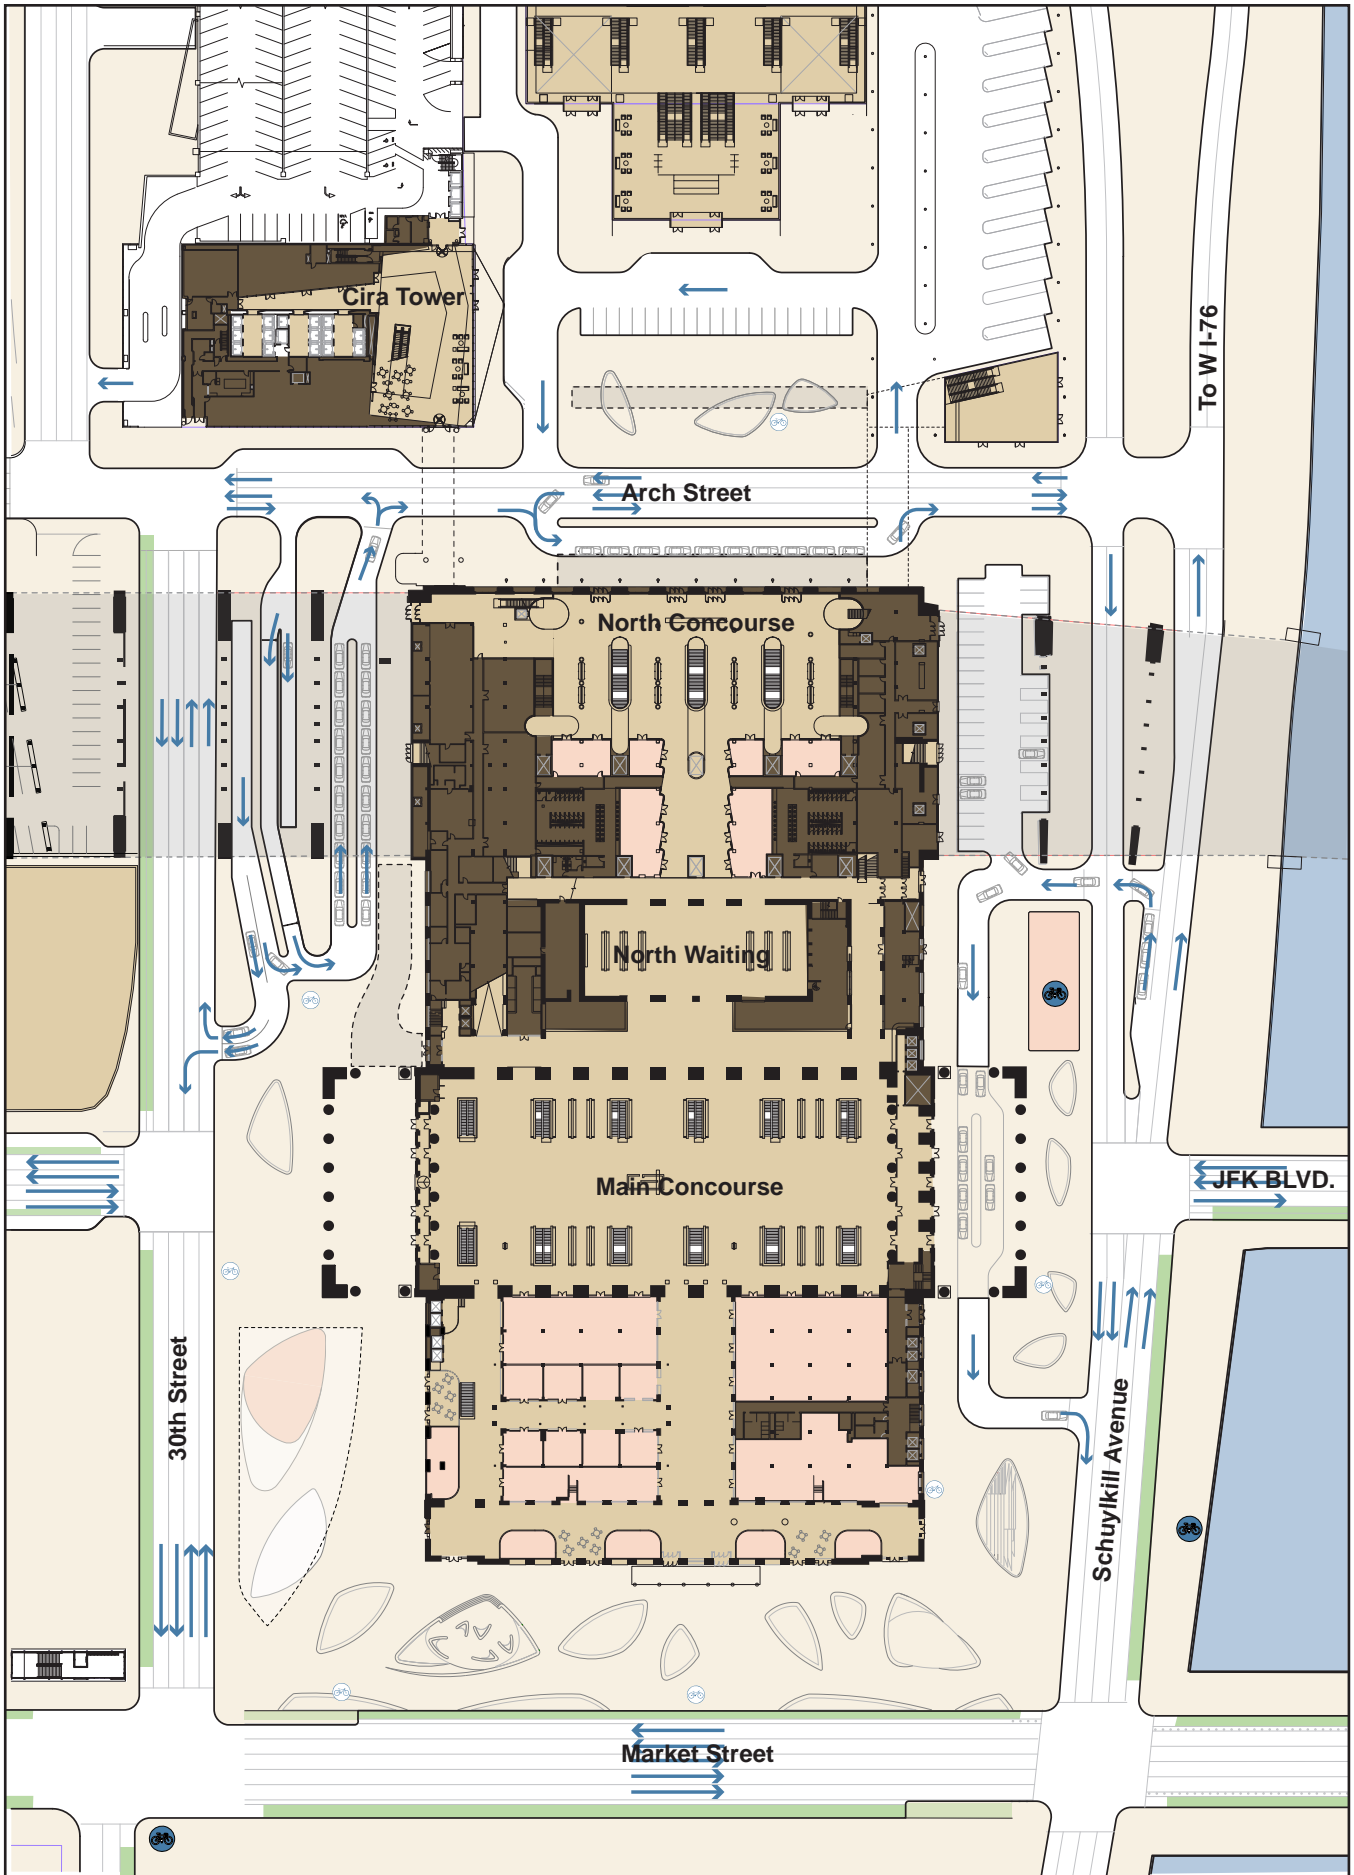 Cira Tower
To W I-76
Arch Street
North Concourse
North Waiting
Main Concourse
JFK BLVD.
30th Street
Schuylkill Avenue
Market Street